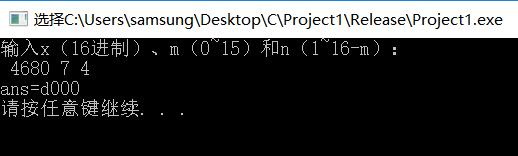 选择C:\Users\samsung\Desktop\C\Project1\Release\Project1.exe
输入x（16进制）、m（0~15）和n（1~16-m）：
 4680 7 4
ans=d000
请按任意键继续. . .